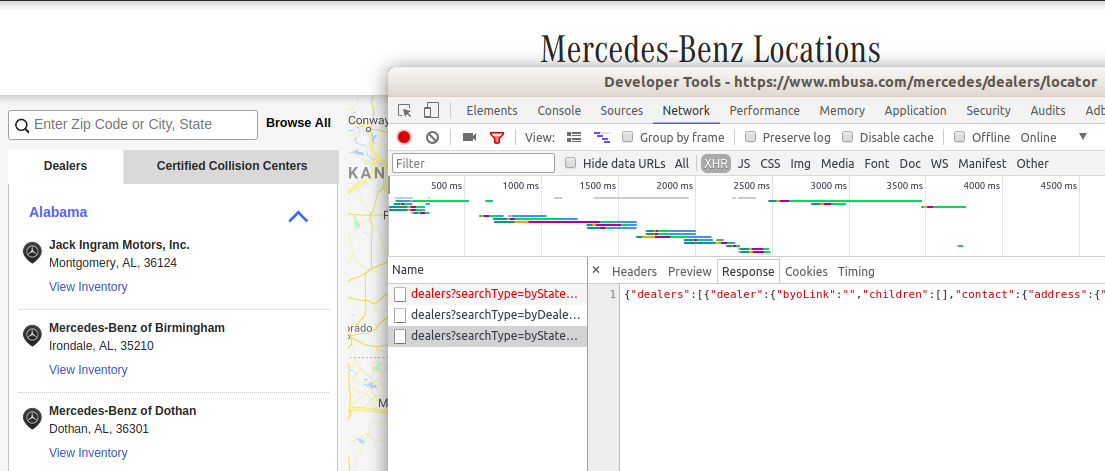 Mercedes-Benz Locations
Enter Zip Code or City, State
Browse All
Dealers
Certified Collision Centers
Alabama
Jack Ingram Motors, Inc.
Montgomery, AL, 36124
View Inventory
Mercedes-Benz of Birmingham
Irondale, AL, 35210
View Inventory
Mercedes-Benz of Dothan
Dothan, AL, 36301
View Inventory
Conway
KAN
Developer Tools - https://www.mbusa.com/mercedes/dealers/locator
Elements Console Sources Network Performance Memory Application Security Audits Adb
View: Group by frame Preserve log Disable cache Offline Online
Filter Hide data URLs All XHR JS CSS Img Media Font Doc WS Manifest Other
500 ms 1000 ms 1500 ms 2000 ms 2500 ms 3000 ms 3500 ms 4000 ms 4500 ms
Name
dealers?searchType=byState…
dealers?searchType=byDeale…
dealers?searchType=byState…
× Headers Preview Response Cookies Timing
1 {"dealers":[{"dealer":{"byoLink":"","children":[],"contact":{"address":{"